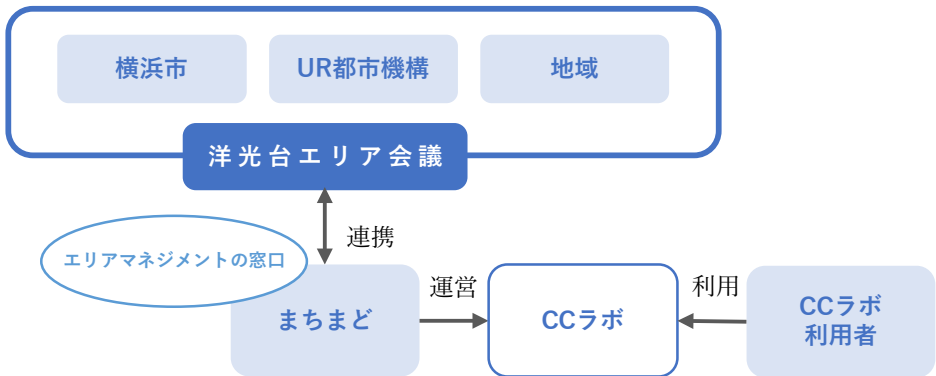 横浜市
UR都市機構
地域
洋光台エリア会議
連携
エリアマネジメントの窓口
まちまど
運営
CCラボ
利用
CCラボ
利用者